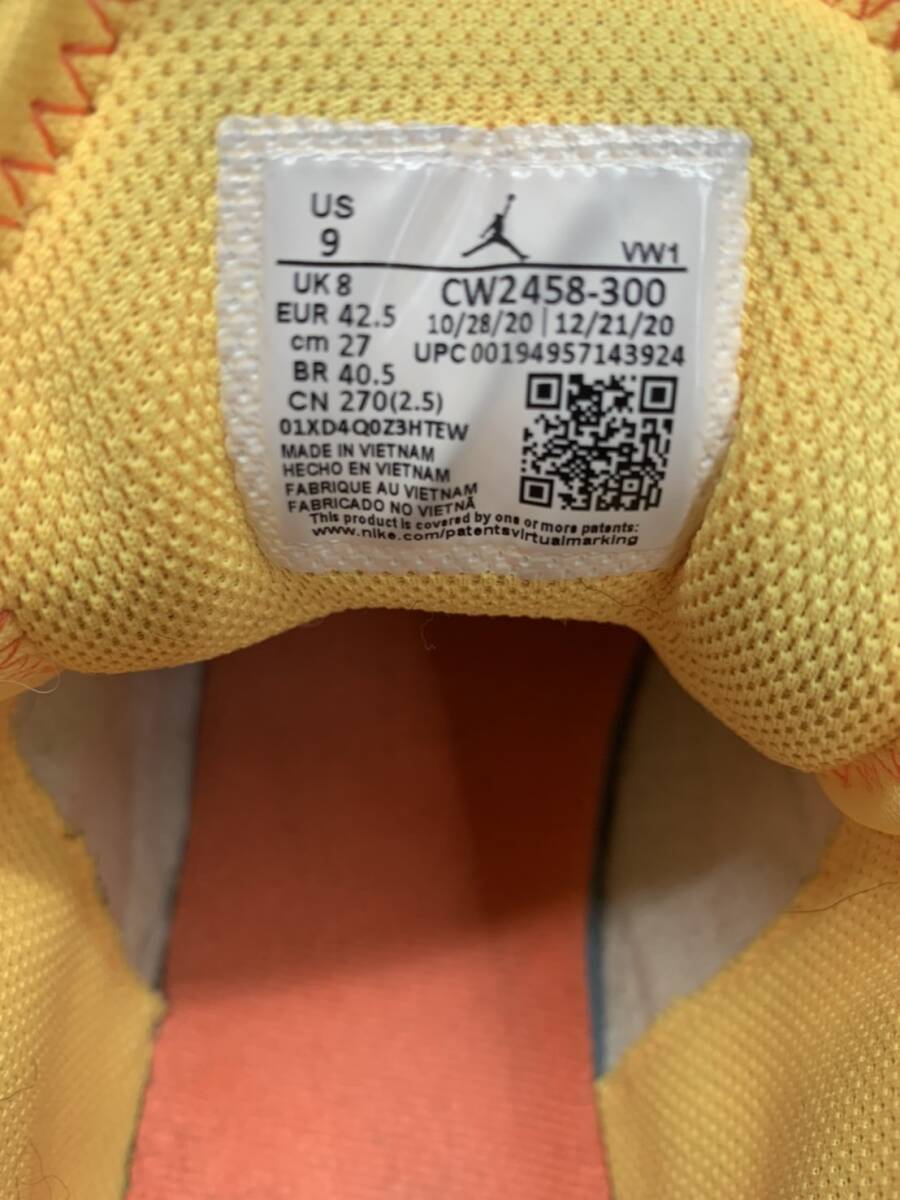 US
9
VW1
UK 8
EUR 42.5
cm 27
BR 40.5
CN 270(2.5)
CW2458-300
10/28/20 | 12/21/20
UPC 00194957143924
01XD4Q0Z3HTEW
MADE IN VIETNAM
HECHO EN VIETNAM
FABRIQUE AU VIETNAM
FABRICADO NO VIETNÃ
This product is covered by one or more patents:
www.nike.com/patentsvirtualmarking